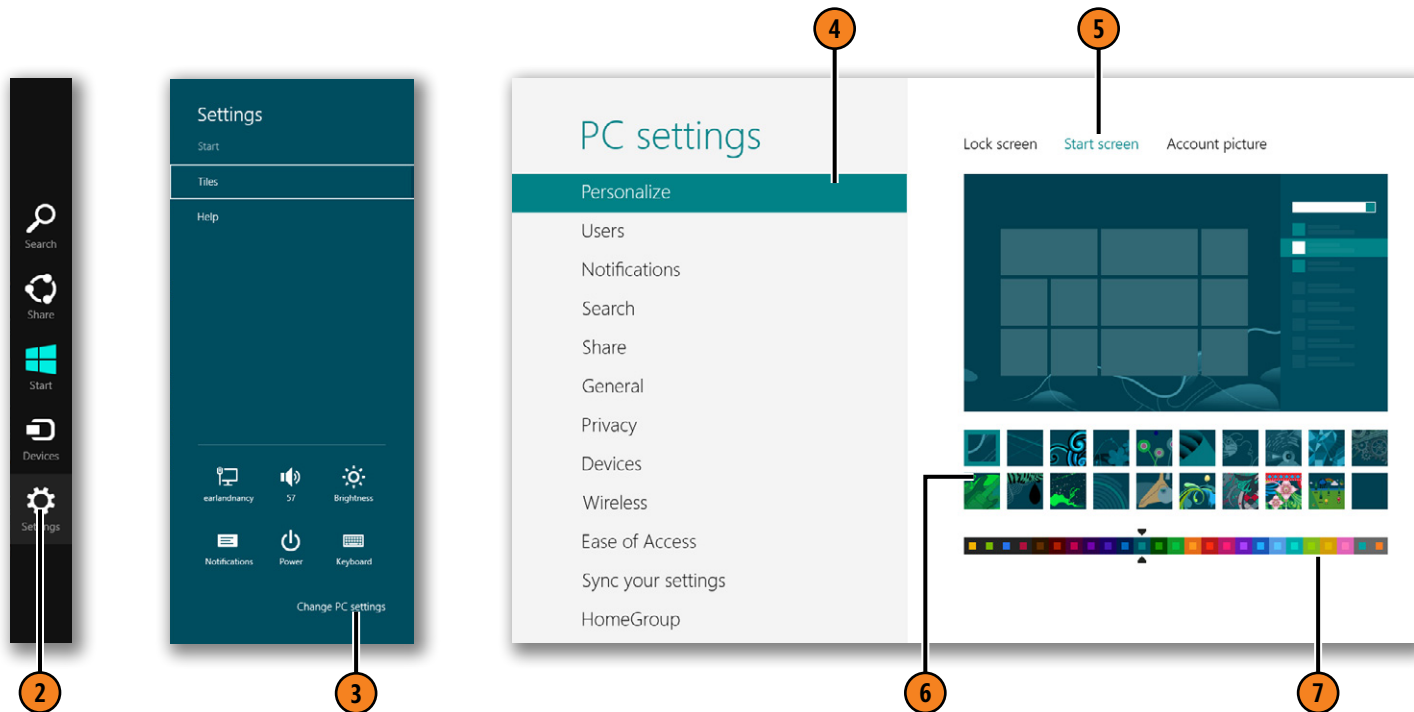 4
5
Search
Share
Start
Devices
Settings
2
Settings
Start
Tiles
Help
earlandnancy
57
Brightness
Notifications
Power
Keyboard
Change PC settings
3
PC settings
Personalize
Users
Notifications
Search
Share
General
Privacy
Devices
Wireless
Ease of Access
Sync your settings
HomeGroup
Lock screen Start screen Account picture
6
7